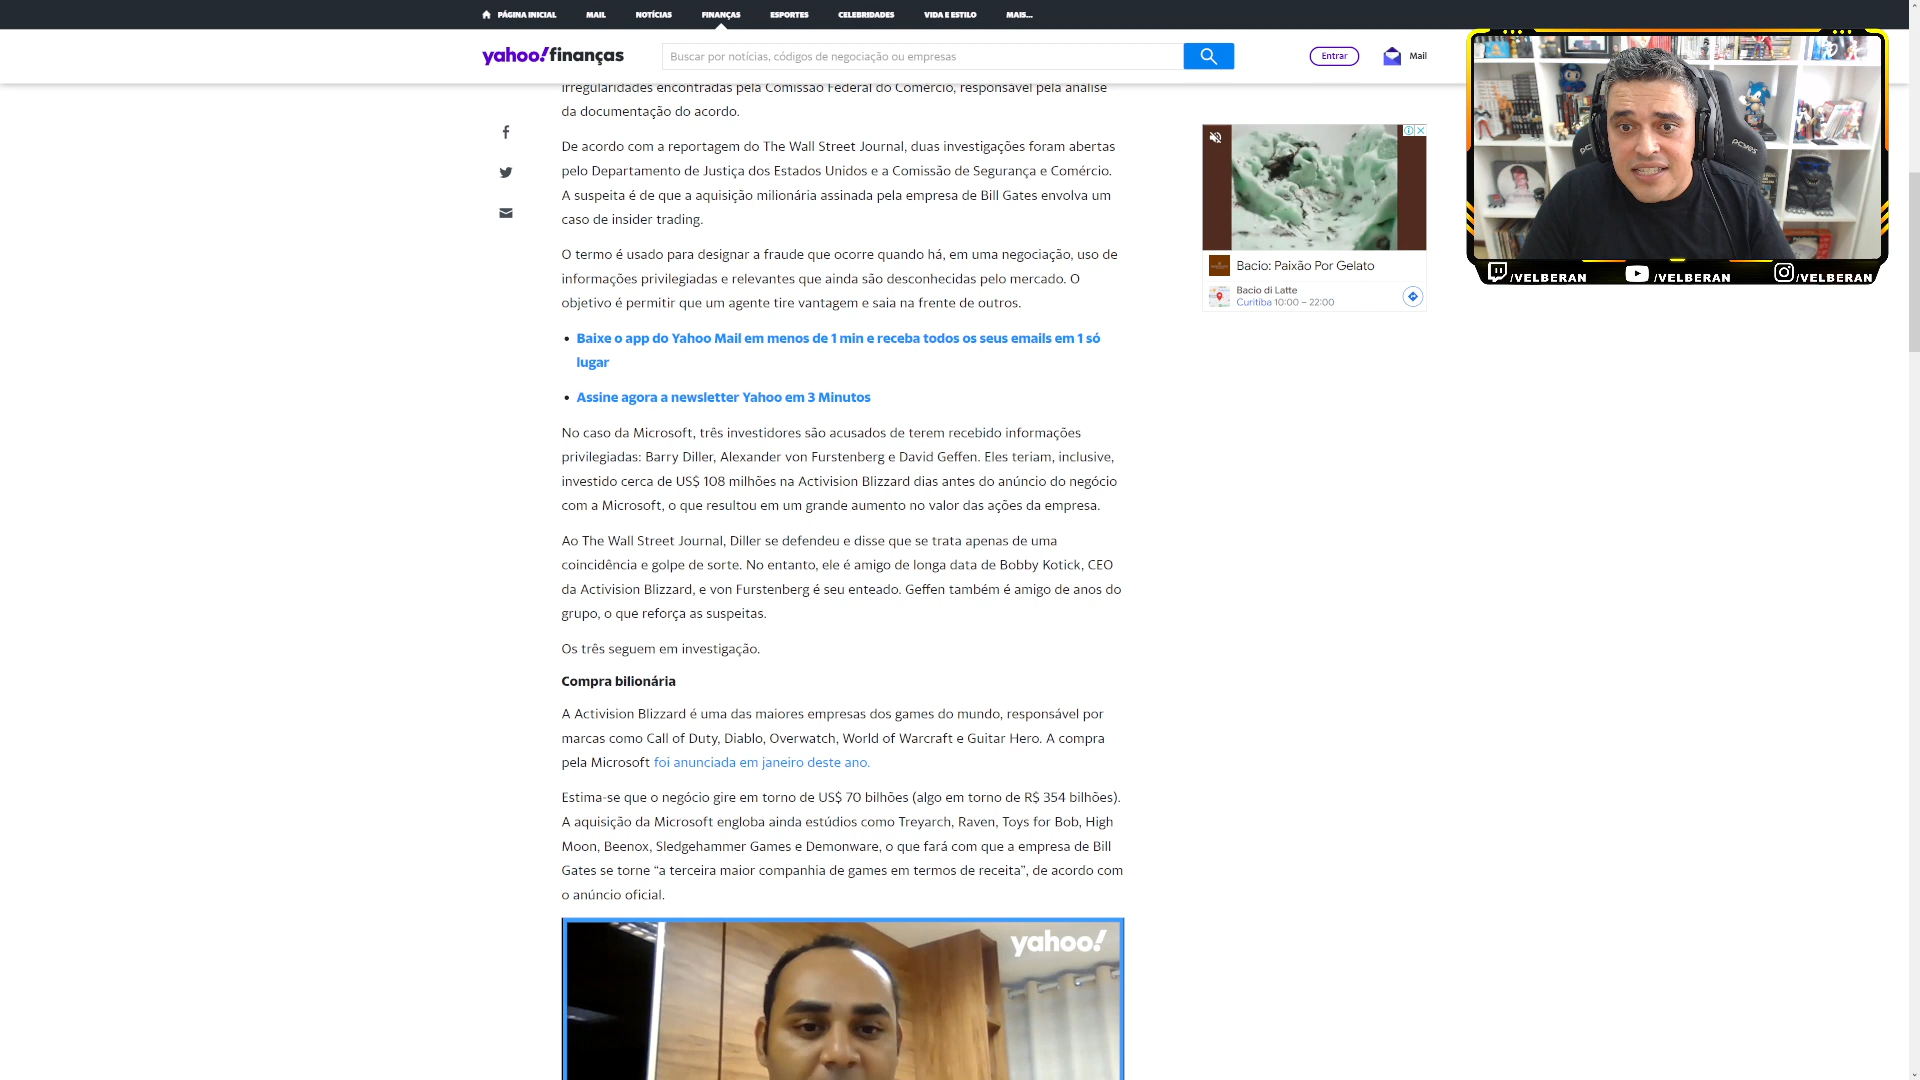 PÁGINA INICIAL MAIL NOTÍCIAS FINANÇAS ESPORTES CELEBRIDADES VIDA E ESTILO MAIS...
yahoo!finanças
Buscar por notícias, códigos de negociação ou empresas
Entrar
Mail
irregularidades encontradas pela Comissão Federal do Comércio, responsável pela análise
da documentação do acordo.
De acordo com a reportagem do The Wall Street Journal, duas investigações foram abertas
pelo Departamento de Justiça dos Estados Unidos e a Comissão de Segurança e Comércio.
A suspeita é de que a aquisição milionária assinada pela empresa de Bill Gates envolva um
caso de insider trading.
O termo é usado para designar a fraude que ocorre quando há, em uma negociação, uso de
informações privilegiadas e relevantes que ainda são desconhecidas pelo mercado. O
objetivo é permitir que um agente tire vantagem e saia na frente de outros.
• Baixe o app do Yahoo Mail em menos de 1 min e receba todos os seus emails em 1 só
lugar
• Assine agora a newsletter Yahoo em 3 Minutos
No caso da Microsoft, três investidores são acusados de terem recebido informações
privilegiadas: Barry Diller, Alexander von Furstenberg e David Geffen. Eles teriam, inclusive,
investido cerca de US$ 108 milhões na Activision Blizzard dias antes do anúncio do negócio
com a Microsoft, o que resultou em um grande aumento no valor das ações da empresa.
Ao The Wall Street Journal, Diller se defendeu e disse que se trata apenas de uma
coincidência e golpe de sorte. No entanto, ele é amigo de longa data de Bobby Kotick, CEO
da Activision Blizzard, e von Furstenberg é seu enteado. Geffen também é amigo de anos do
grupo, o que reforça as suspeitas.
Os três seguem em investigação.
Compra bilionária
A Activision Blizzard é uma das maiores empresas dos games do mundo, responsável por
marcas como Call of Duty, Diablo, Overwatch, World of Warcraft e Guitar Hero. A compra
pela Microsoft foi anunciada em janeiro deste ano.
Estima-se que o negócio gire em torno de US$ 70 bilhões (algo em torno de R$ 354 bilhões).
A aquisição da Microsoft engloba ainda estúdios como Treyarch, Raven, Toys for Bob, High
Moon, Beenox, Sledgehammer Games e Demonware, o que fará com que a empresa de Bill
Gates se torne “a terceira maior companhia de games em termos de receita”, de acordo com
o anúncio oficial.
yahoo!
Bacio: Paixão Por Gelato
Bacio di Latte
Curitiba 10:00 – 22:00
pcyes
pcyes
/VELBERAN /VELBERAN /VELBERAN